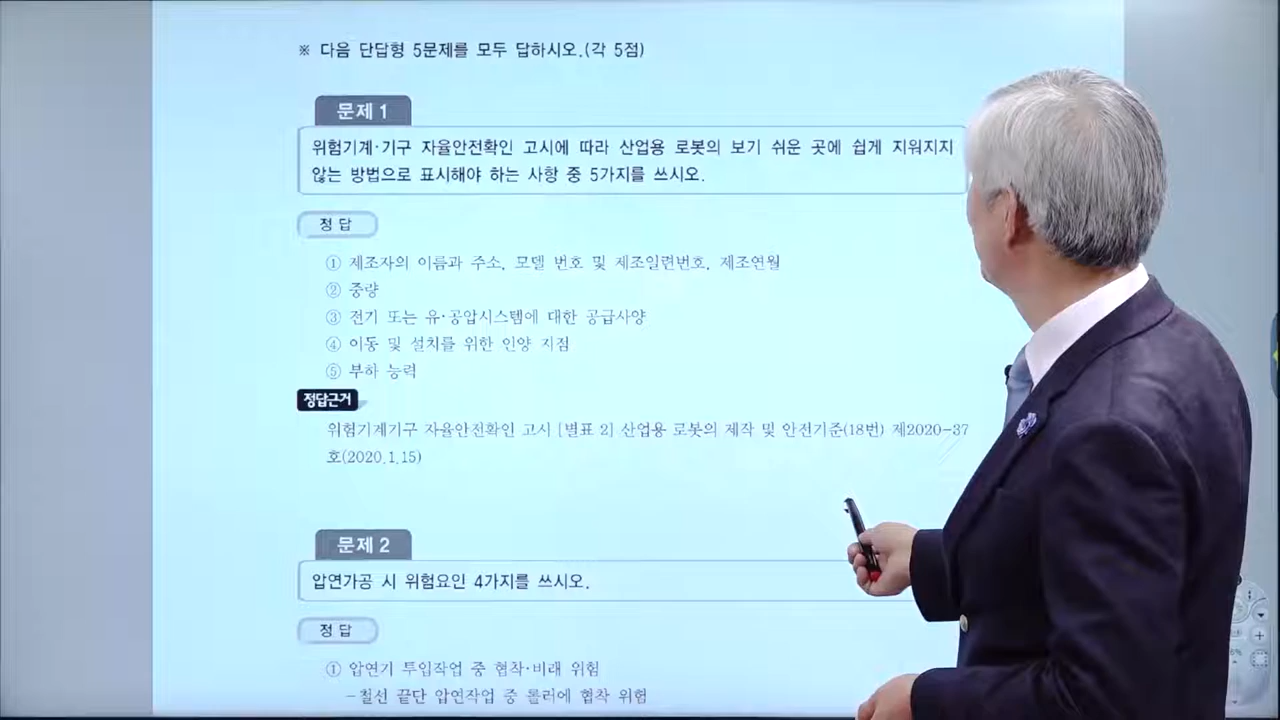 ※ 다음 단답형 5문제를 모두 답하시오.(각 5점)
문제 1
위험기계·기구 자율안전확인 고시에 따라 산업용 로봇의 보기 쉬운 곳에 쉽게 지워지지
않는 방법으로 표시해야 하는 사항 중 5가지를 쓰시오.
정 답
① 제조자의 이름과 주소, 모델 번호 및 제조일련번호, 제조연월
② 중량
③ 전기 또는 유·공압시스템에 대한 공급사양
④ 이동 및 설치를 위한 인양 지점
⑤ 부하 능력
정답근거
위험기계기구 자율안전확인 고시 [별표 2] 산업용 로봇의 제작 및 안전기준(18번) 제2020-37
호(2020.1.15)
문제 2
압연가공 시 위험요인 4가지를 쓰시오.
정 답
① 압연기 투입작업 중 협착·비래 위험
- 철선 끝단 압연작업 중 롤러에 협착 위험